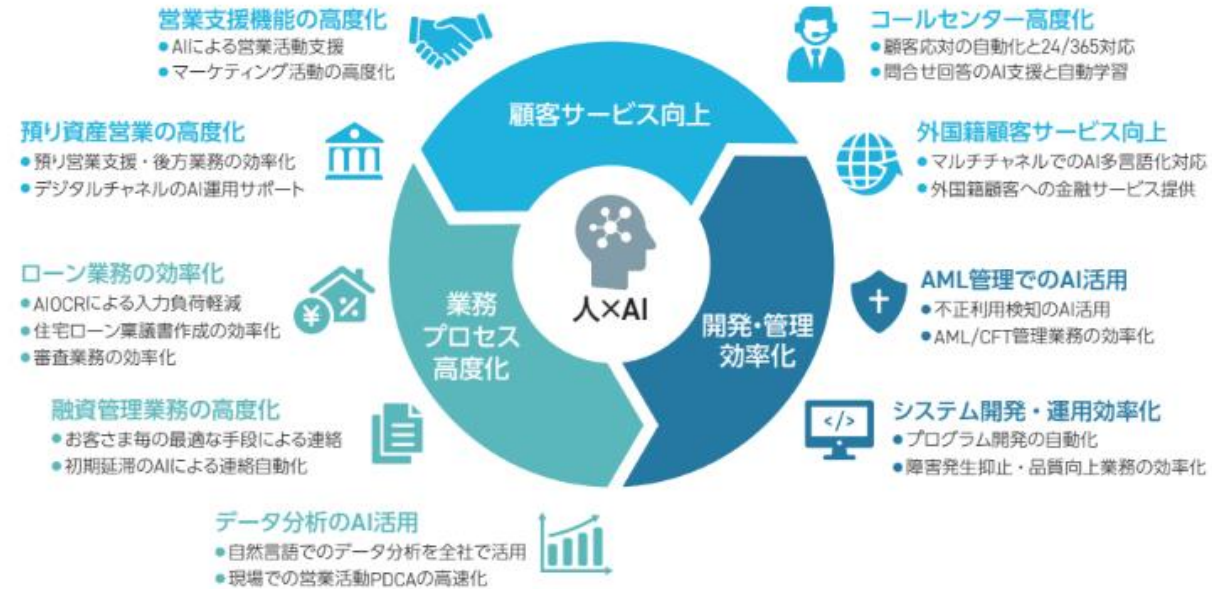 営業支援機能の高度化
●AIによる営業活動支援
●マーケティング活動の高度化
コールセンター高度化
●顧客応対の自動化と24/365対応
●問合せ回答のAI支援と自動学習
預り資産営業の高度化
●預り営業支援・後方業務の効率化
●デジタルチャネルのAI運用サポート
外国籍顧客サービス向上
●マルチチャネルでのAI多言語化対応
●外国籍顧客への金融サービス提供
ローン業務の効率化
●AIOCRによる入力負荷軽減
●住宅ローン稟議書作成の効率化
●審査業務の効率化
¥
%
AML管理でのAI活用
●不正利用検知のAI活用
●AML/CFT管理業務の効率化
融資管理業務の高度化
●お客さま毎の最適な手段による連絡
●初期延滞のAIによる連絡自動化
</>
システム開発・運用効率化
●プログラム開発の自動化
●障害発生抑止・品質向上業務の効率化
データ分析のAI活用
●自然言語でのデータ分析を全社で活用
●現場での営業活動PDCAの高速化
顧客サービス向上
業務
プロセス
高度化
人×AI
開発・管理
効率化